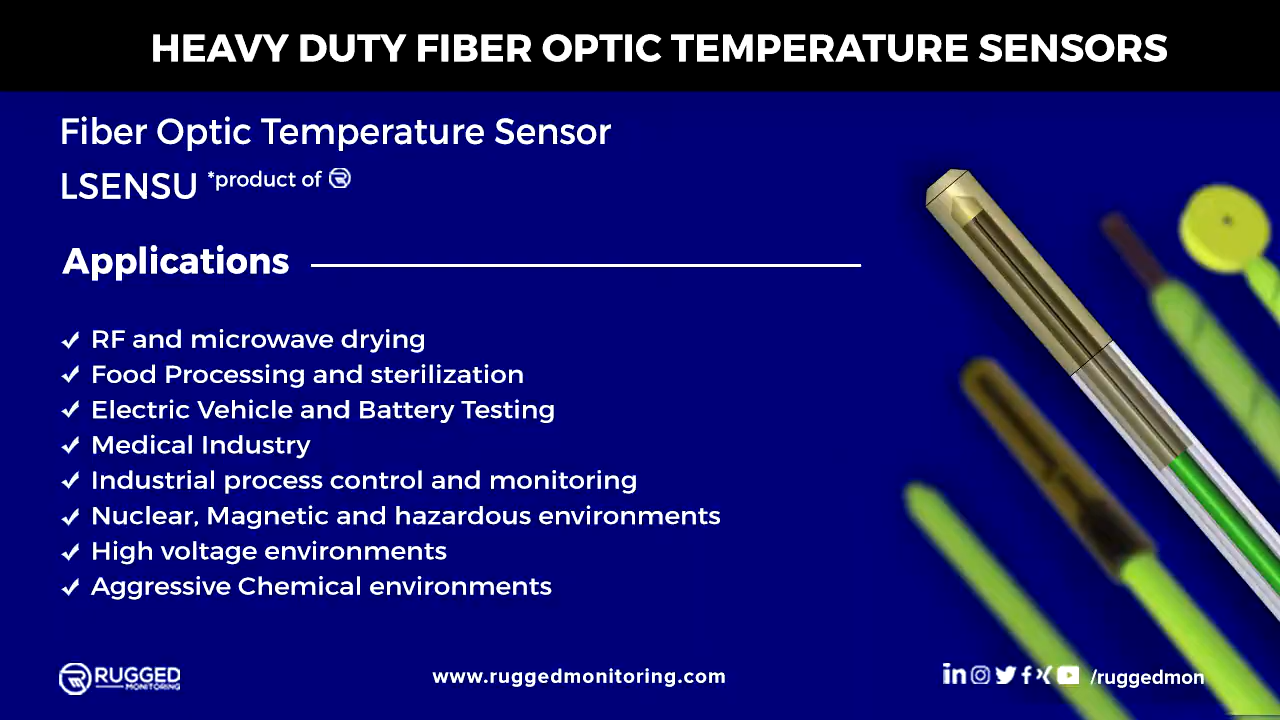 HEAVY DUTY FIBER OPTIC TEMPERATURE SENSORS
Fiber Optic Temperature Sensor
LSENSU *product of
Applications
RF and microwave drying
Food Processing and sterilization
Electric Vehicle and Battery Testing
Medical Industry
Industrial process control and monitoring
Nuclear, Magnetic and hazardous environments
High voltage environments
Aggressive Chemical environments
RUGGED
MONITORING
www.ruggedmonitoring.com
/ruggedmon